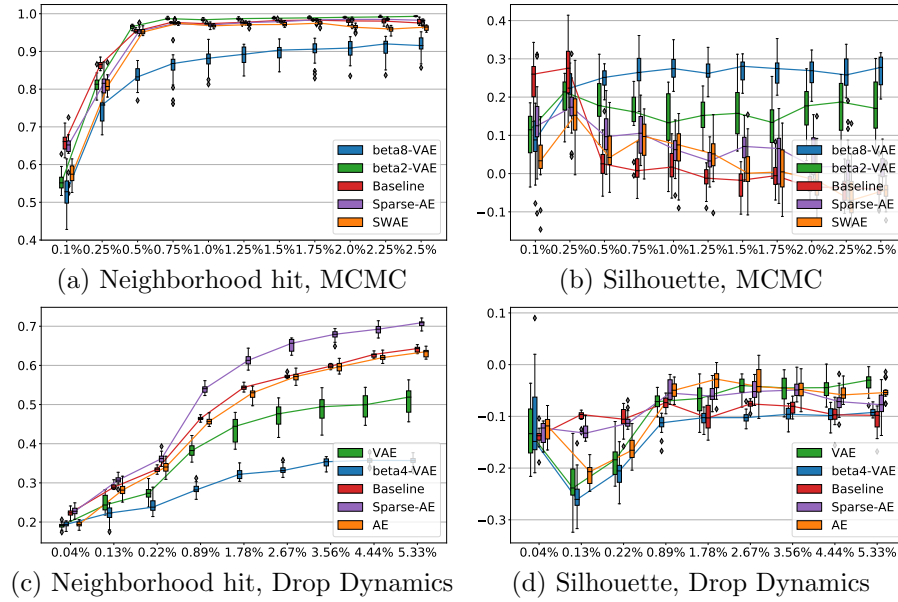 1.0
0.9
0.8
0.7
0.6
0.5
0.4
beta8-VAE
beta2-VAE
Baseline
Sparse-AE
SWAE
0.1% 0.25% 0.5% 0.75% 1.0% 1.25% 1.5% 1.75% 2.0% 2.25% 2.5%
(a) Neighborhood hit, MCMC
0.4
0.3
0.2
0.1
0.0
−0.1
beta8-VAE
beta2-VAE
Baseline
Sparse-AE
SWAE
0.1% 0.25% 0.5% 0.75% 1.0% 1.25% 1.5% 1.75% 2.0% 2.25% 2.5%
(b) Silhouette, MCMC
0.7
0.6
0.5
0.4
0.3
0.2
VAE
beta4-VAE
Baseline
Sparse-AE
AE
0.04% 0.13% 0.22% 0.89% 1.78% 2.67% 3.56% 4.44% 5.33%
(c) Neighborhood hit, Drop Dynamics
0.1
0.0
−0.1
−0.2
−0.3
VAE
beta4-VAE
Baseline
Sparse-AE
AE
0.04% 0.13% 0.22% 0.89% 1.78% 2.67% 3.56% 4.44% 5.33%
(d) Silhouette, Drop Dynamics